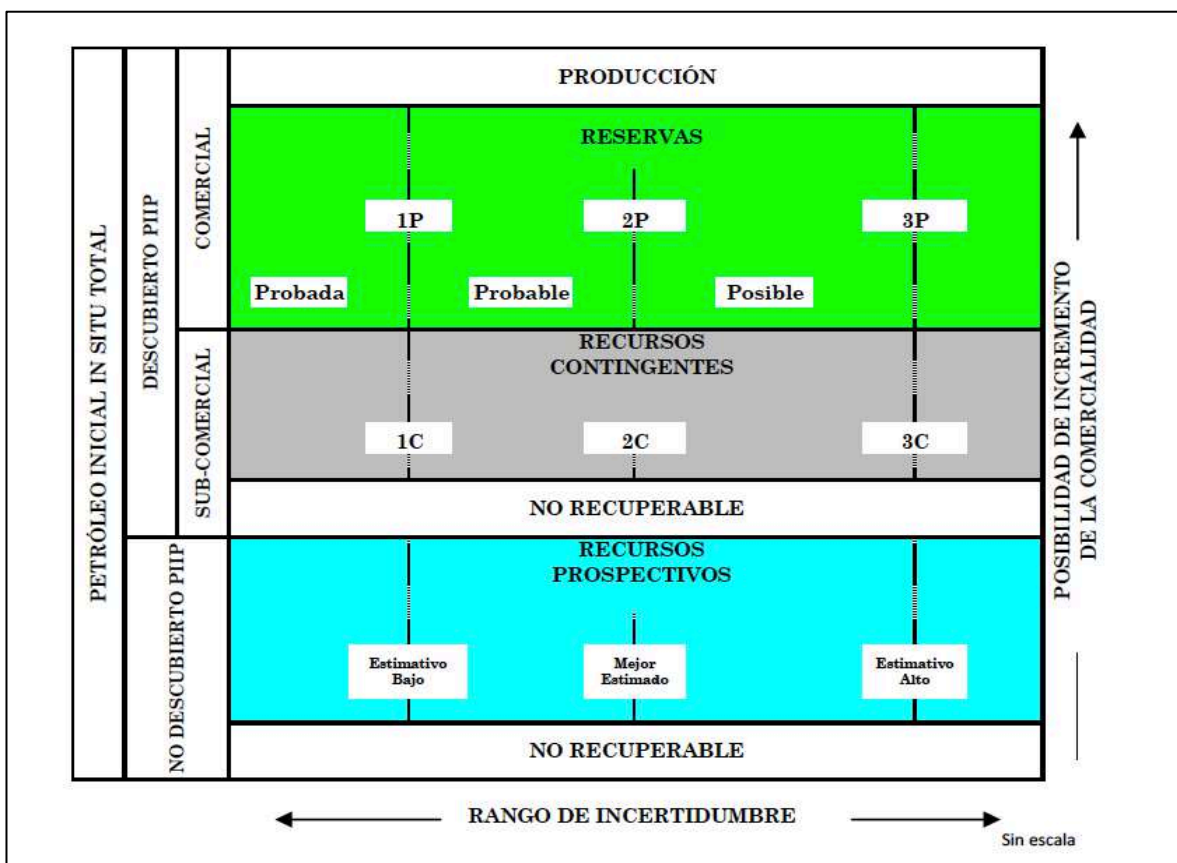 PETRÓLEO INICIAL IN SITU TOTAL
DESCUBIERTO PIIP
COMERCIAL
PRODUCCIÓN
RESERVAS
1P
2P
3P
Probada
Probable
Posible
SUB-COMERCIAL
RECURSOS
CONTINGENTES
1C
2C
3C
NO RECUPERABLE
NO DESCUBIERTO PIIP
RECURSOS
PROSPECTIVOS
Estimativo
Bajo
Mejor
Estimado
Estimativo
Alto
NO RECUPERABLE
POSIBILIDAD DE INCREMENTO
DE LA COMERCIALIDAD
RANGO DE INCERTIDUMBRE
Sin escala